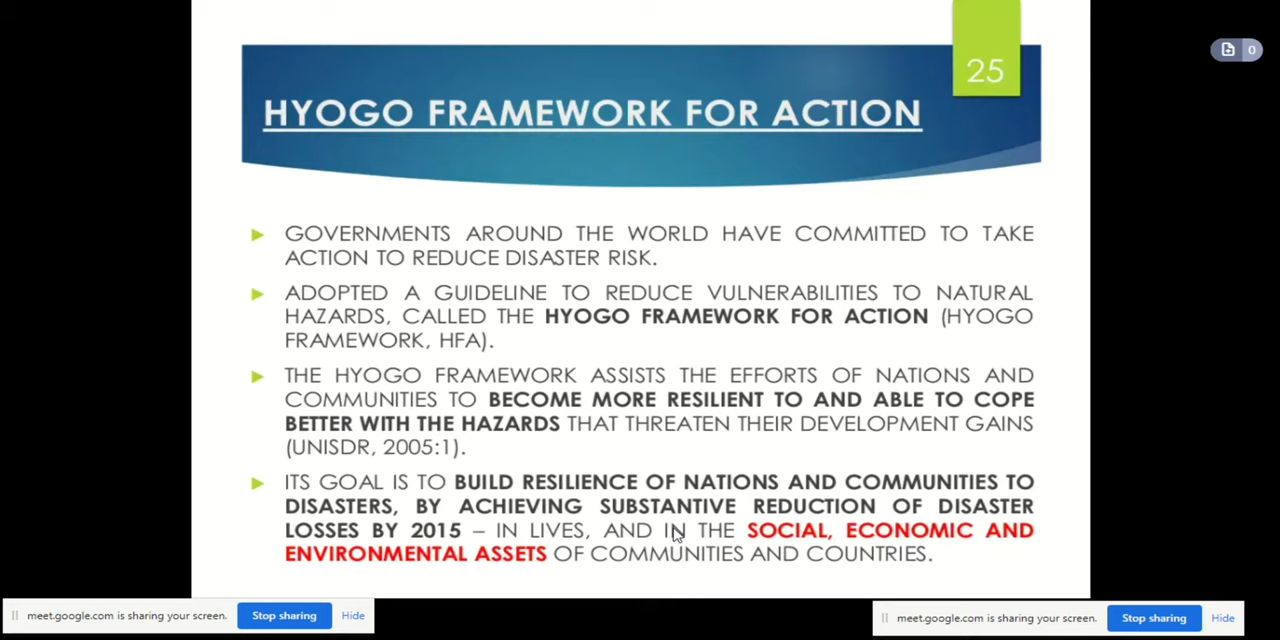 25
0
HYOGO FRAMEWORK FOR ACTION
GOVERNMENTS AROUND THE WORLD HAVE COMMITTED TO TAKE
ACTION TO REDUCE DISASTER RISK.
ADOPTED A GUIDELINE TO REDUCE VULNERABILITIES TO NATURAL
HAZARDS, CALLED THE HYOGO FRAMEWORK FOR ACTION (HYOGO
FRAMEWORK, HFA).
THE HYOGO FRAMEWORK ASSISTS THE EFFORTS OF NATIONS AND
COMMUNITIES TO BECOME MORE RESILIENT TO AND ABLE TO COPE
BETTER WITH THE HAZARDS THAT THREATEN THEIR DEVELOPMENT GAINS
(UNISDR, 2005:1).
ITS GOAL IS TO BUILD RESILIENCE OF NATIONS AND COMMUNITIES TO
DISASTERS, BY ACHIEVING SUBSTANTIVE REDUCTION OF DISASTER
LOSSES BY 2015 – IN LIVES, AND IN THE SOCIAL, ECONOMIC AND
ENVIRONMENTAL ASSETS OF COMMUNITIES AND COUNTRIES.
meet.google.com is sharing your screen. Stop sharing Hide
meet.google.com is sharing your screen. Stop sharing Hide